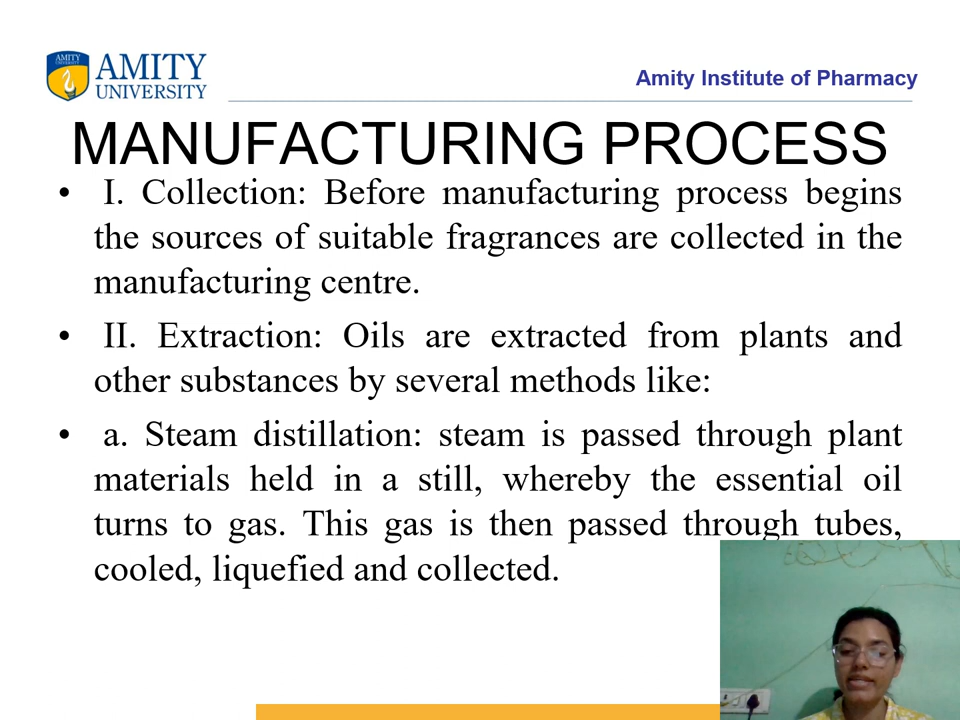 AMITY
UNIVERSITY
AMITY
UNIVERSITY
Amity Institute of Pharmacy
MANUFACTURING PROCESS
• I. Collection: Before manufacturing process begins
the sources of suitable fragrances are collected in the
manufacturing centre.
• II. Extraction: Oils are extracted from plants and
other substances by several methods like:
• a. Steam distillation: steam is passed through plant
materials held in a still, whereby the essential oil
turns to gas. This gas is then passed through tubes,
cooled, liquefied and collected.